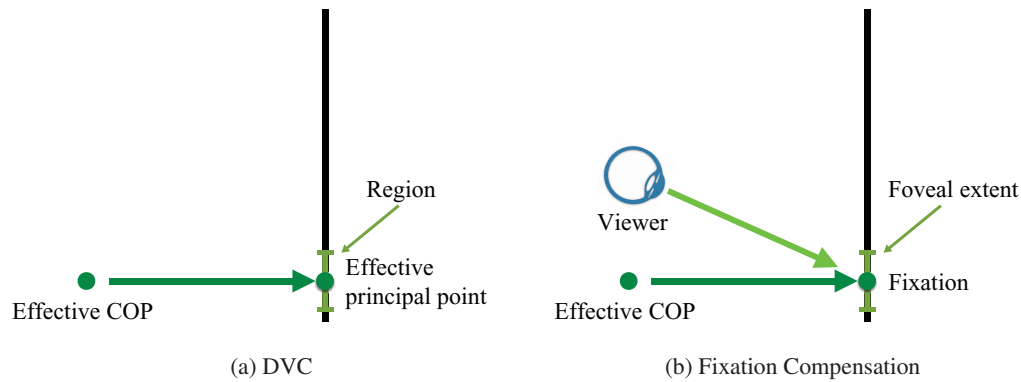 Region
Effective
principal point
Effective COP
(a) DVC
Viewer
Foveal extent
Fixation
Effective COP
(b) Fixation Compensation